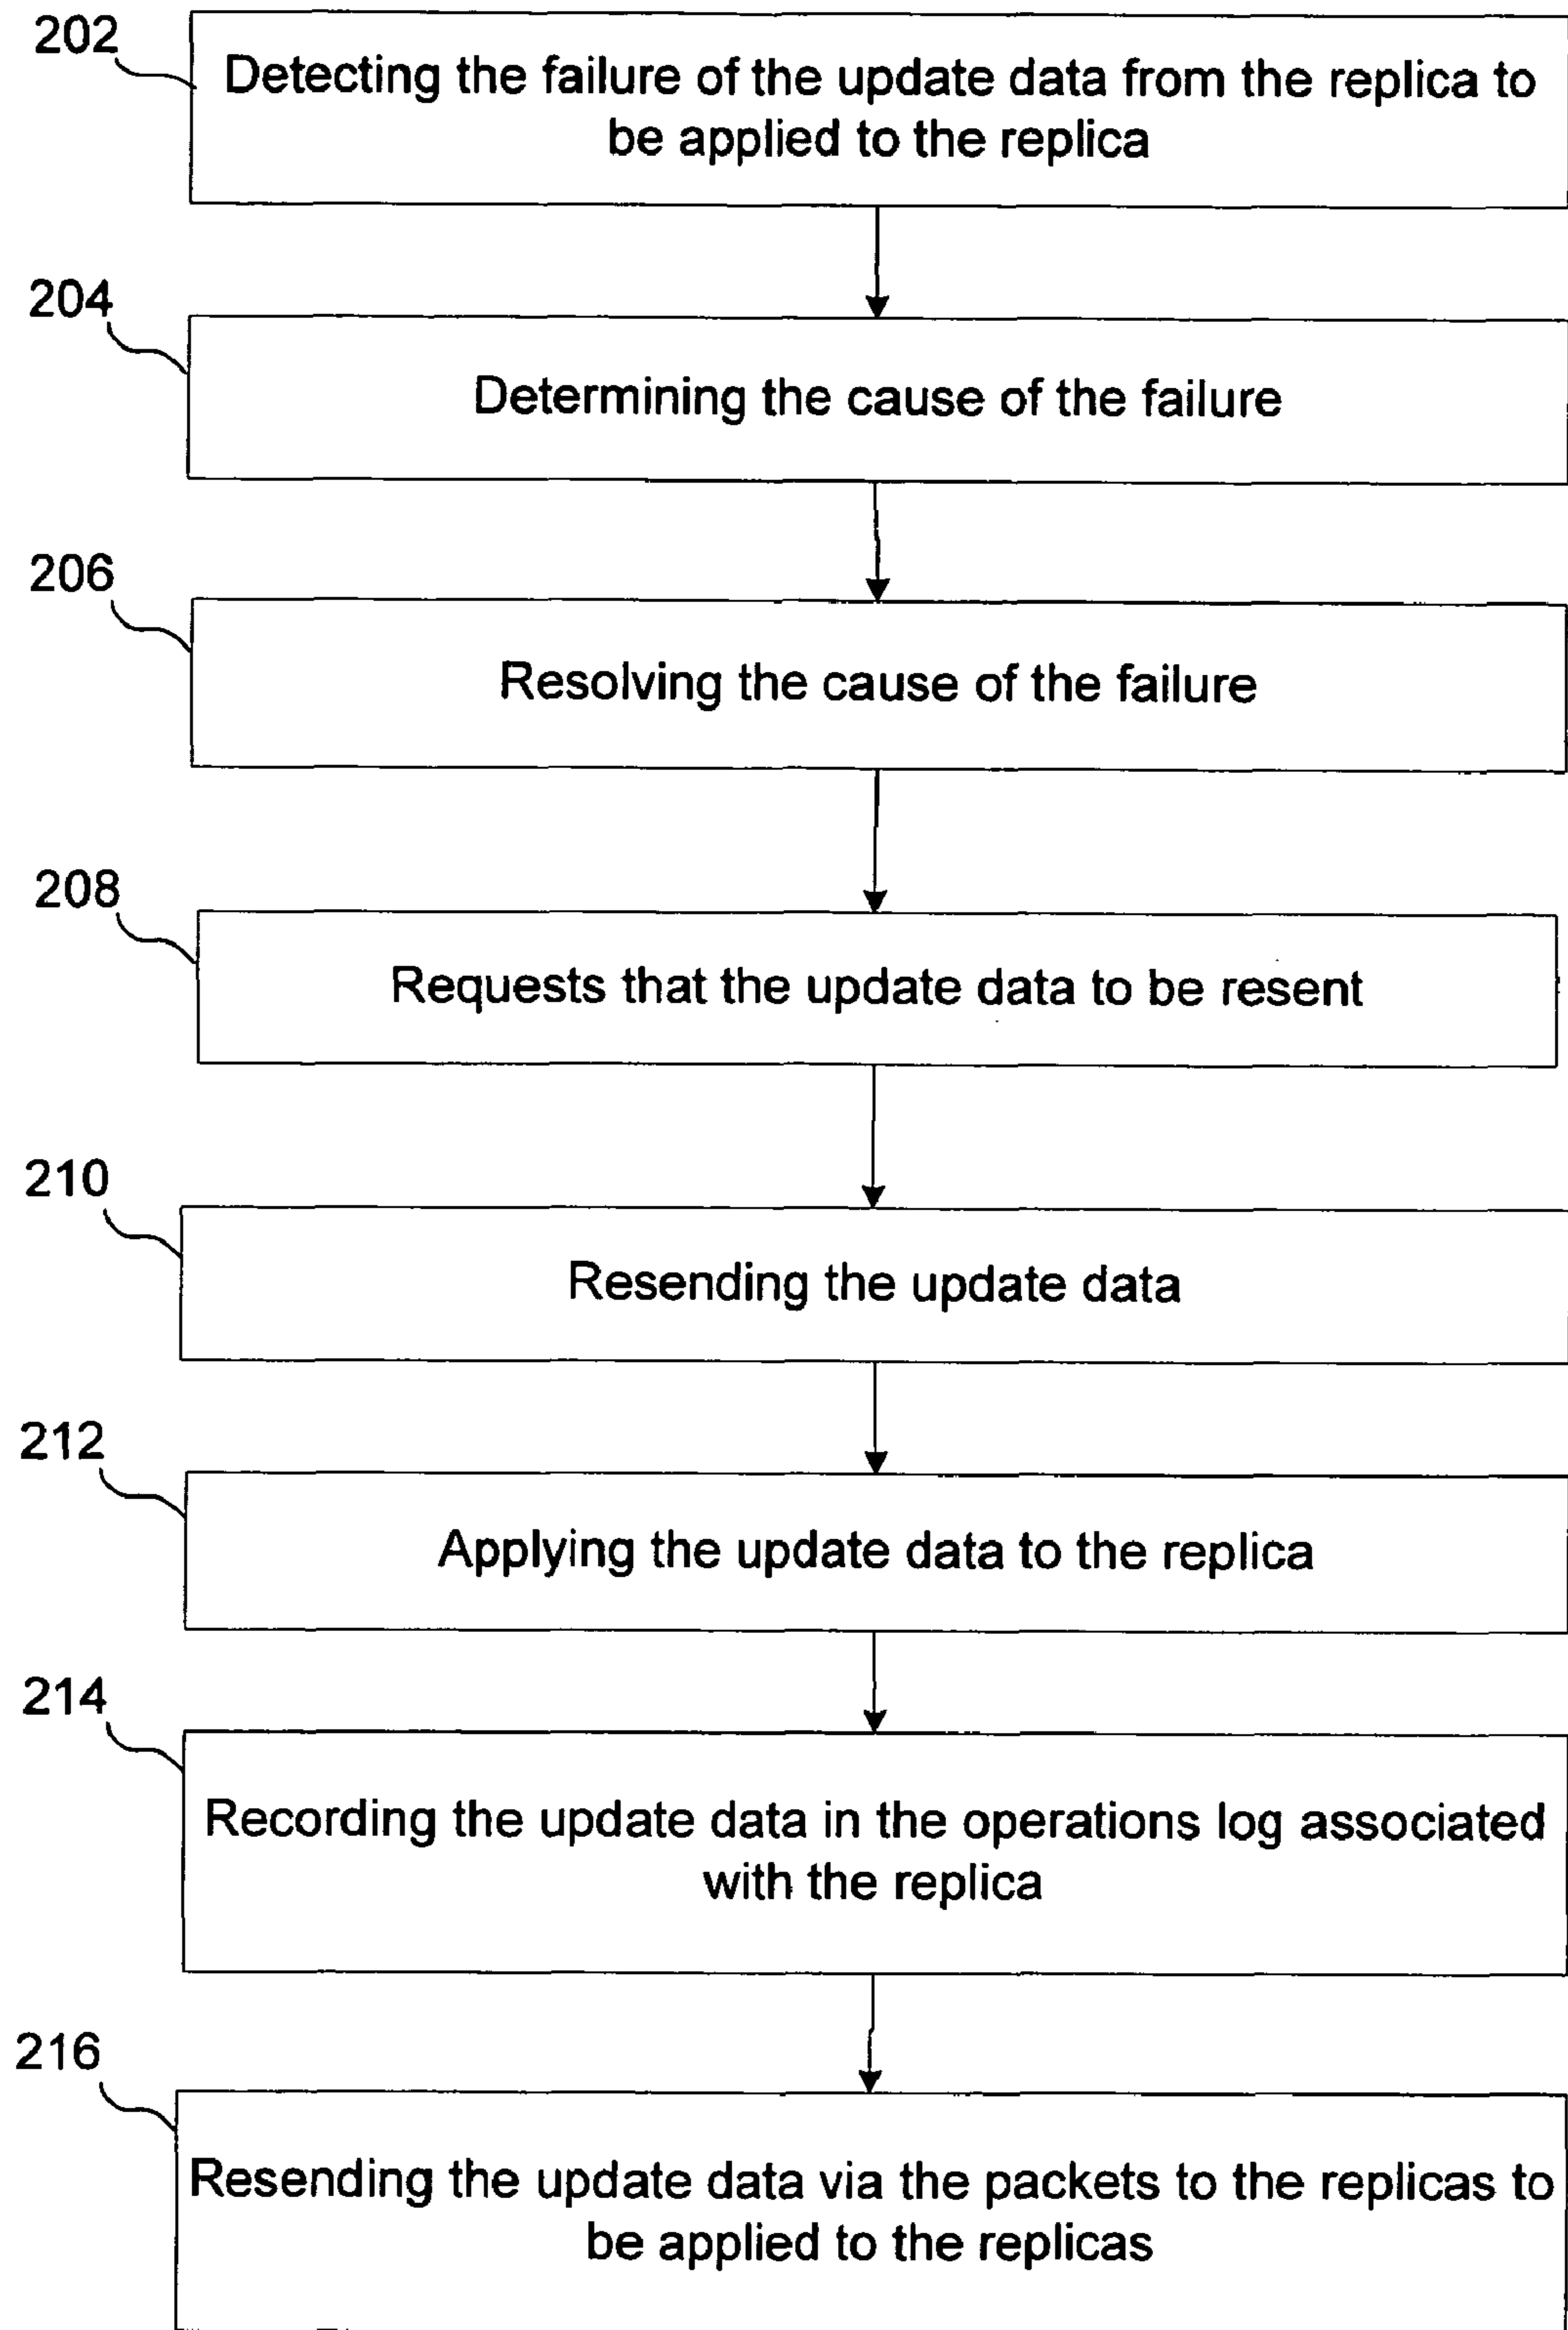 202
Detecting the failure of the update data from the replica to
be applied to the replica
204
Determining the cause of the failure
206
Resolving the cause of the failure
208
Requests that the update data to be resent
210
Resending the update data
212
Applying the update data to the replica
214
Recording the update data in the operations log associated
with the replica
216
Resending the update data via the packets to the replicas to
be applied to the replicas